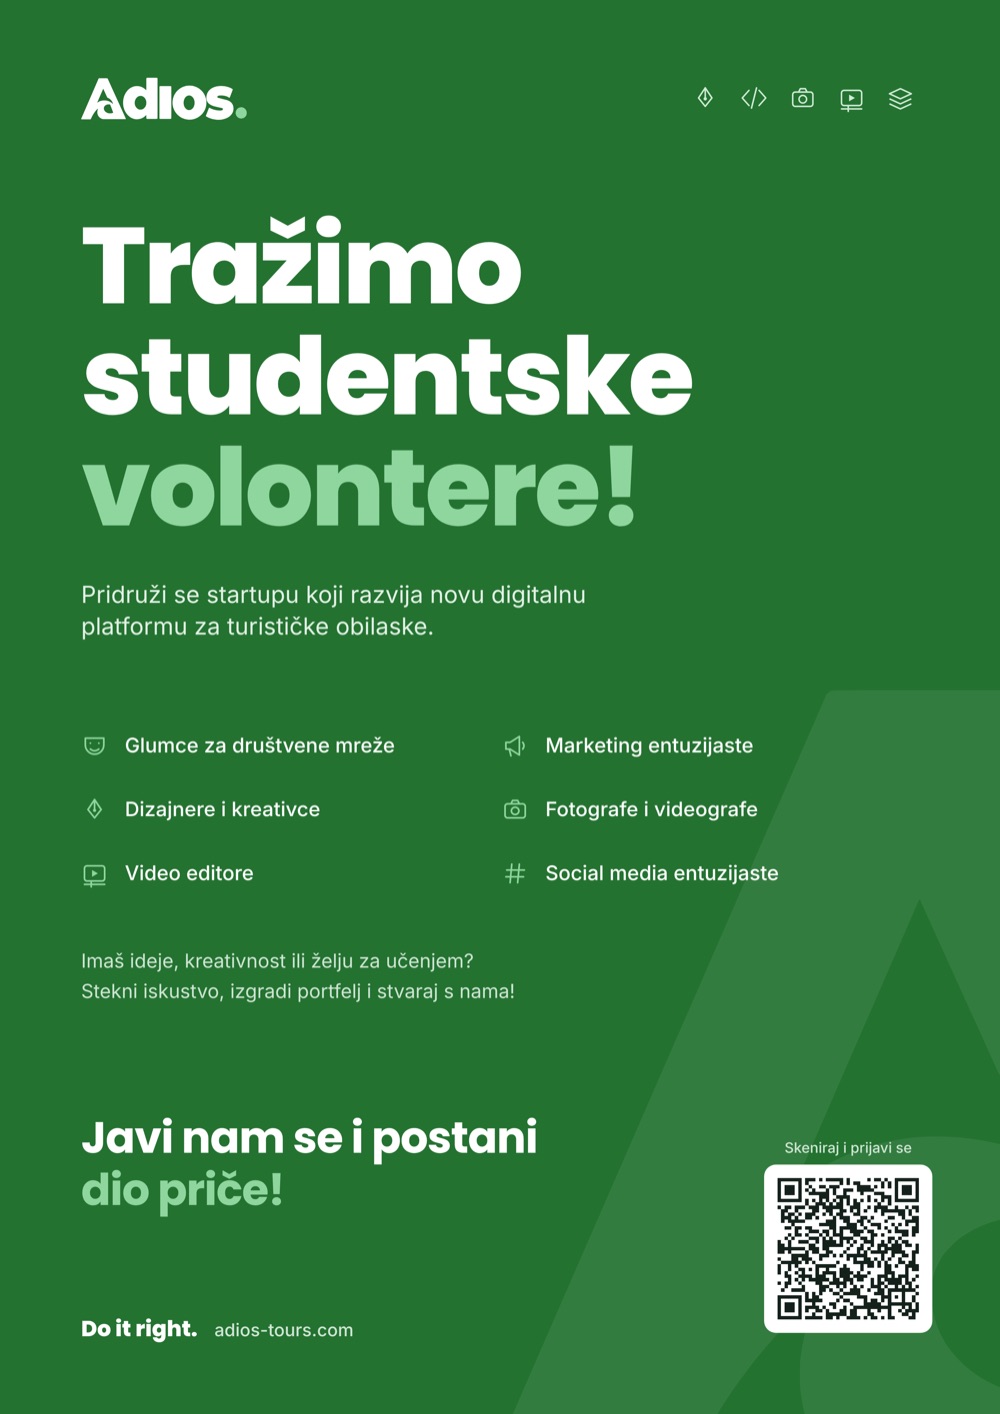 Adios.
Tražimo
studentske
volontere!
Pridruži se startupu koji razvija novu digitalnu
platformu za turističke obilaske.
Glumce za društvene mreže
Marketing entuzijaste
Dizajnere i kreativce
Fotografe i videografe
Video editore
Social media entuzijaste
Imaš ideje, kreativnost ili želju za učenjem?
Stekni iskustvo, izgradi portfelj i stvaraj s nama!
Javi nam se i postani
dio priče!
Skeniraj i prijavi se
Do it right. adios-tours.com